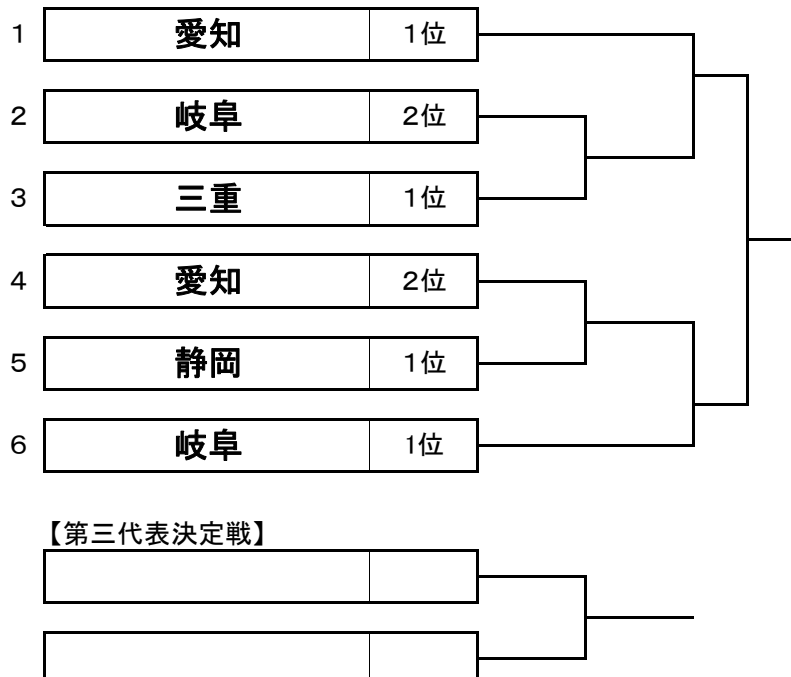 1 愛知 1位
2 岐阜 2位
3 三重 1位
4 愛知 2位
5 静岡 1位
6 岐阜 1位
【第三代表決定戦】